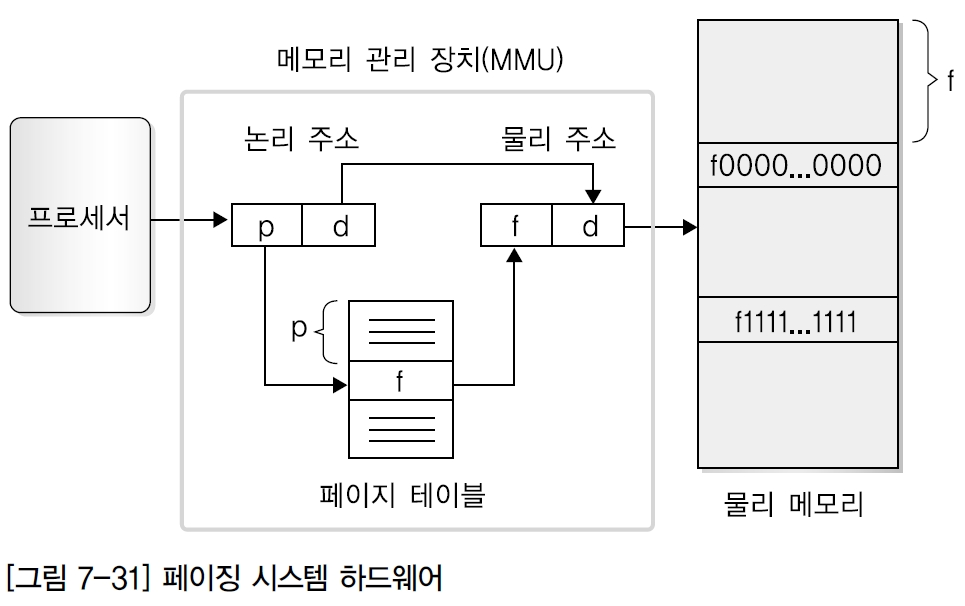 메모리 관리 장치(MMU)
f
논리 주소
물리 주소
f0000...0000
프로세서
p d
f d
p
f
f1111...1111
페이지 테이블
물리 메모리
[그림 7-31] 페이징 시스템 하드웨어